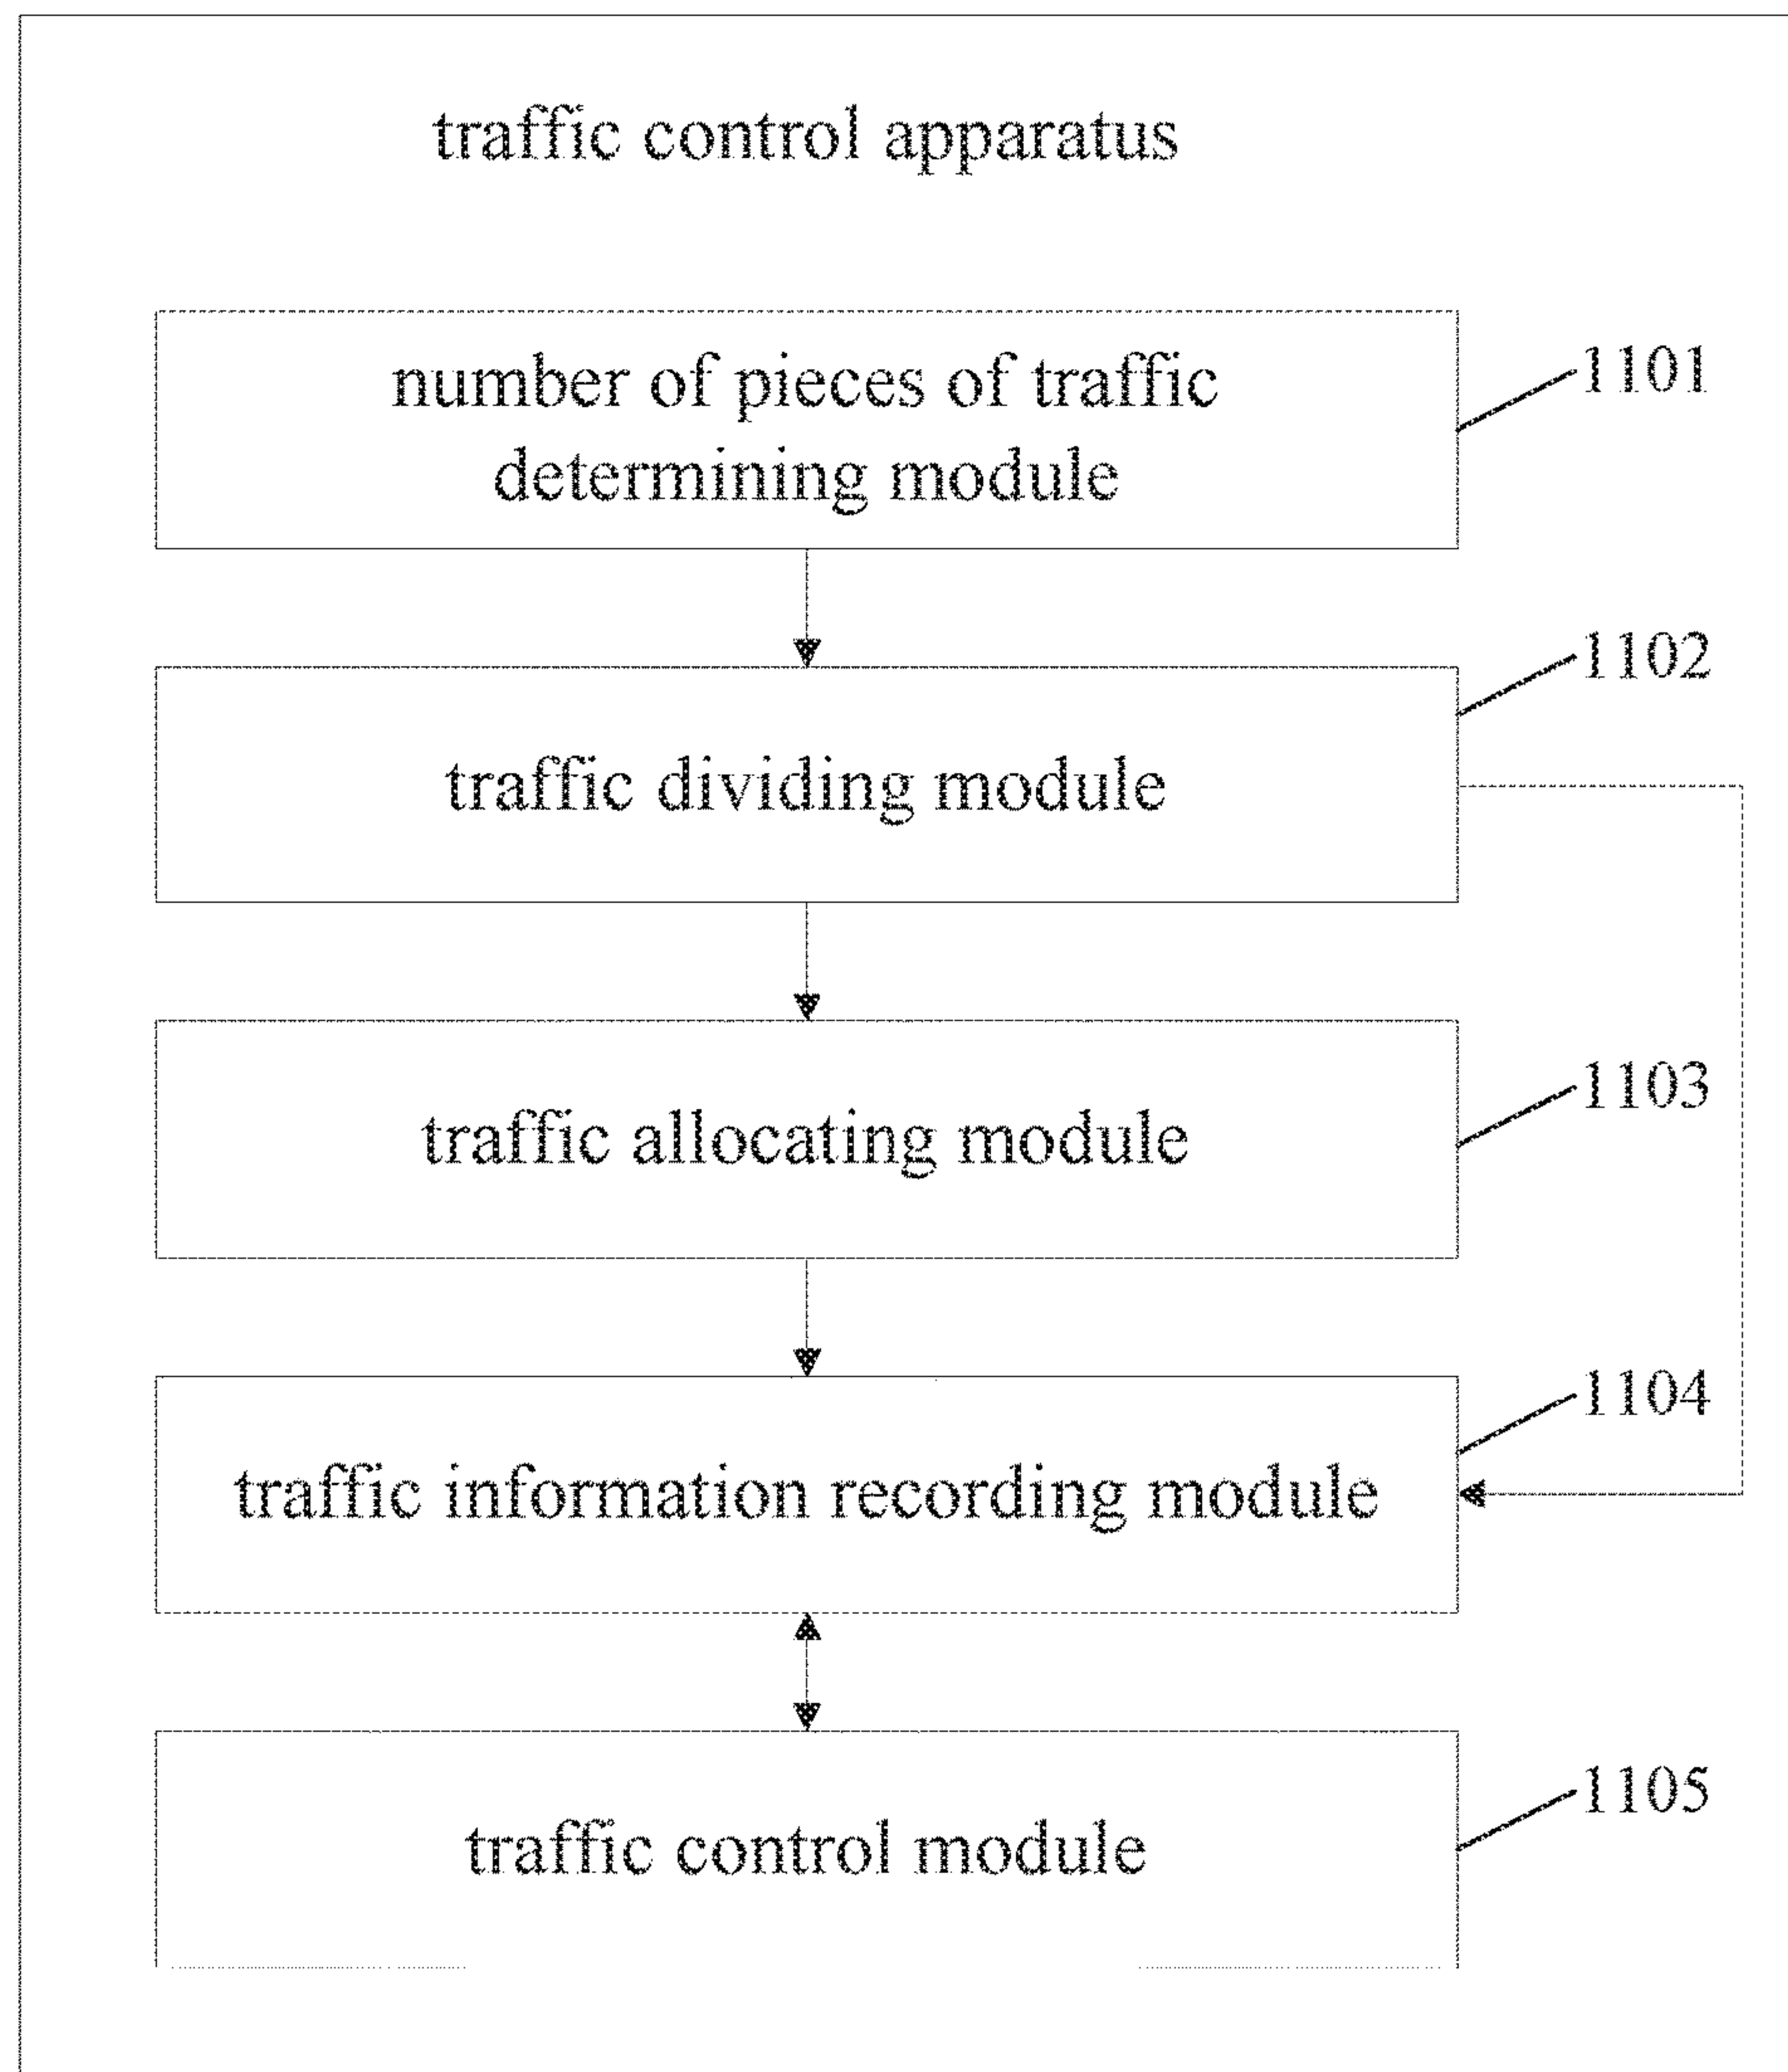 traffic control apparatus
number of pieces of traffic
determining module
1101
traffic dividing module
1102
traffic allocating module
1103
traffic information recording module
1104
traffic control module
1105